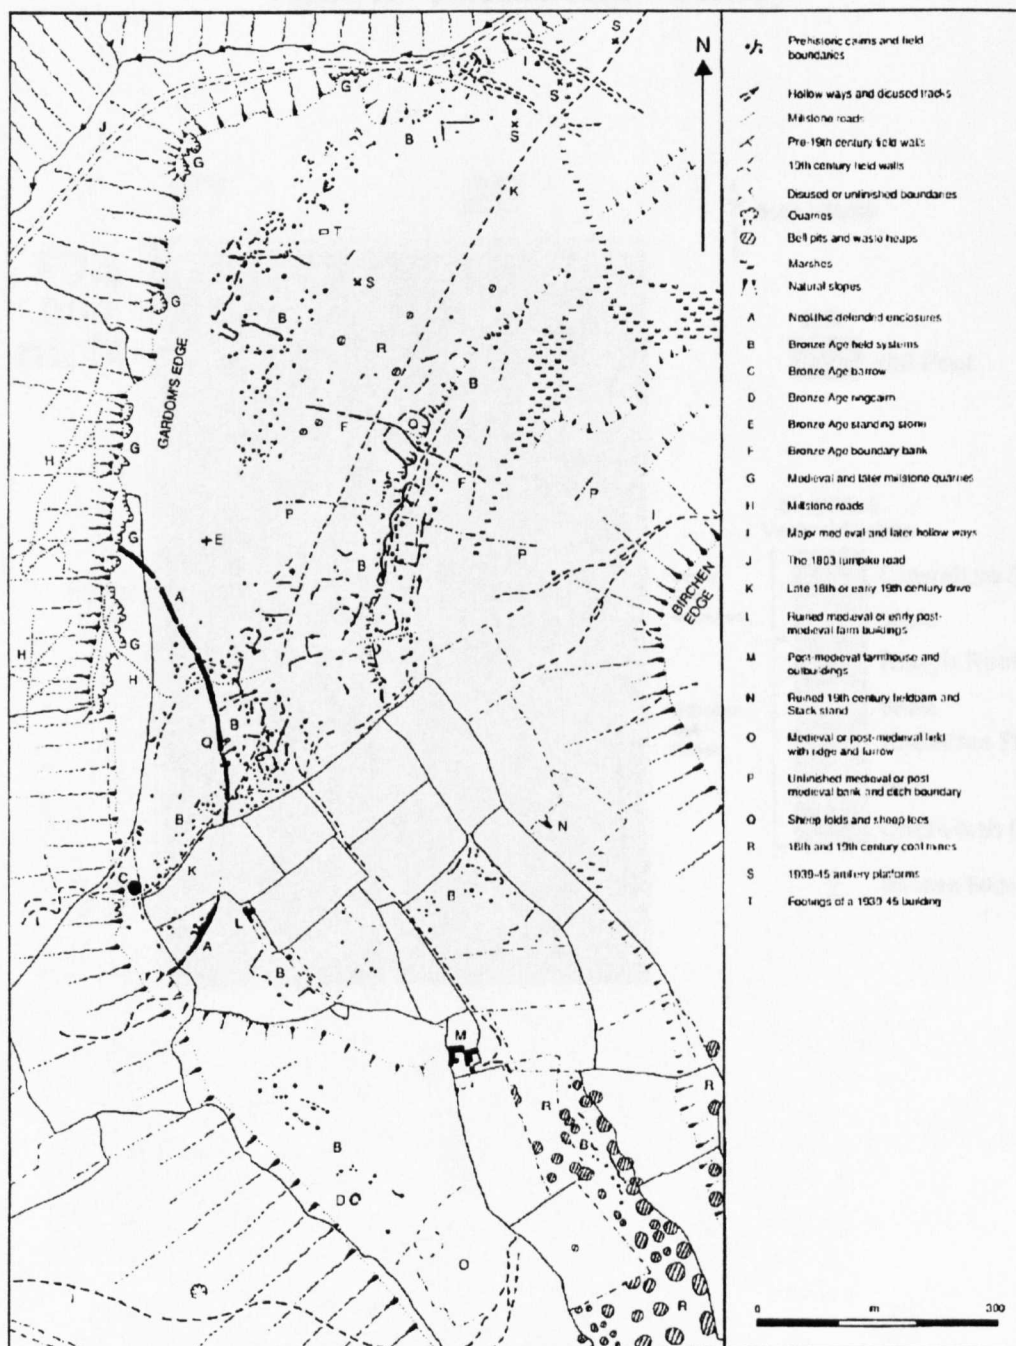 N
GARDOM'S EDGE
BIRCHEN
EDGE
Prehistoric cairns and field
boundaries
Hollow ways and disused tracks
Millstone roads
Pre-19th century field walls
19th century field walls
Disused or unfinished boundaries
Quarries
Bell pits and waste heaps
Marshes
Natural slopes
A Neolithic defended enclosures
B Bronze Age field systems
C Bronze Age barrow
D Bronze Age ringcairn
E Bronze Age standing stone
F Bronze Age boundary bank
G Medieval and later millstone quarries
H Millstone roads
I Major medieval and later hollow ways
J The 1803 turnpike road
K Late 18th or early 19th century drive
L Ruined medieval or early post-
medieval farm buildings
M Post-medieval farmhouse and
outbuildings
N Ruined 19th century fieldbarn and
Stack stand
O Medieval or post-medieval field
with ridge and furrow
P Unfinished medieval or post
medieval bank and ditch boundary
Q Sheep folds and sheep lees
R 18th and 19th century coal mines
S 1939-45 artillery platforms
T Footings of a 1939-45 building
0 m 300